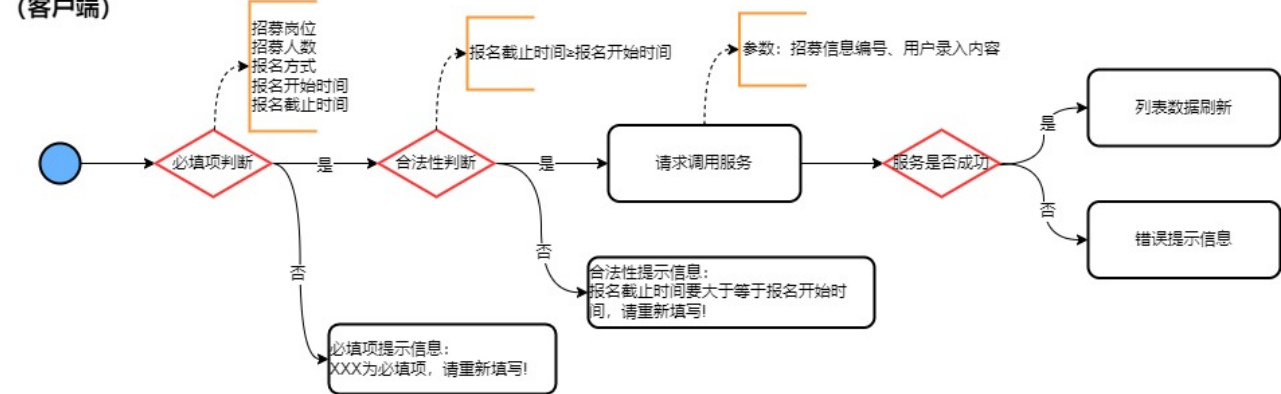 （客户端）
招募岗位
招募人数
报名方式
报名开始时间
报名截止时间
报名截止时间≥报名开始时间
参数：招募信息编号、用户录入内容
必填项判断
是
合法性判断
是
请求调用服务
服务是否成功
是
列表数据刷新
否
错误提示信息
否
合法性提示信息：
报名截止时间要大于等于报名开始时
间，请重新填写!
否
必填项提示信息：
XXX为必填项，请重新填写!